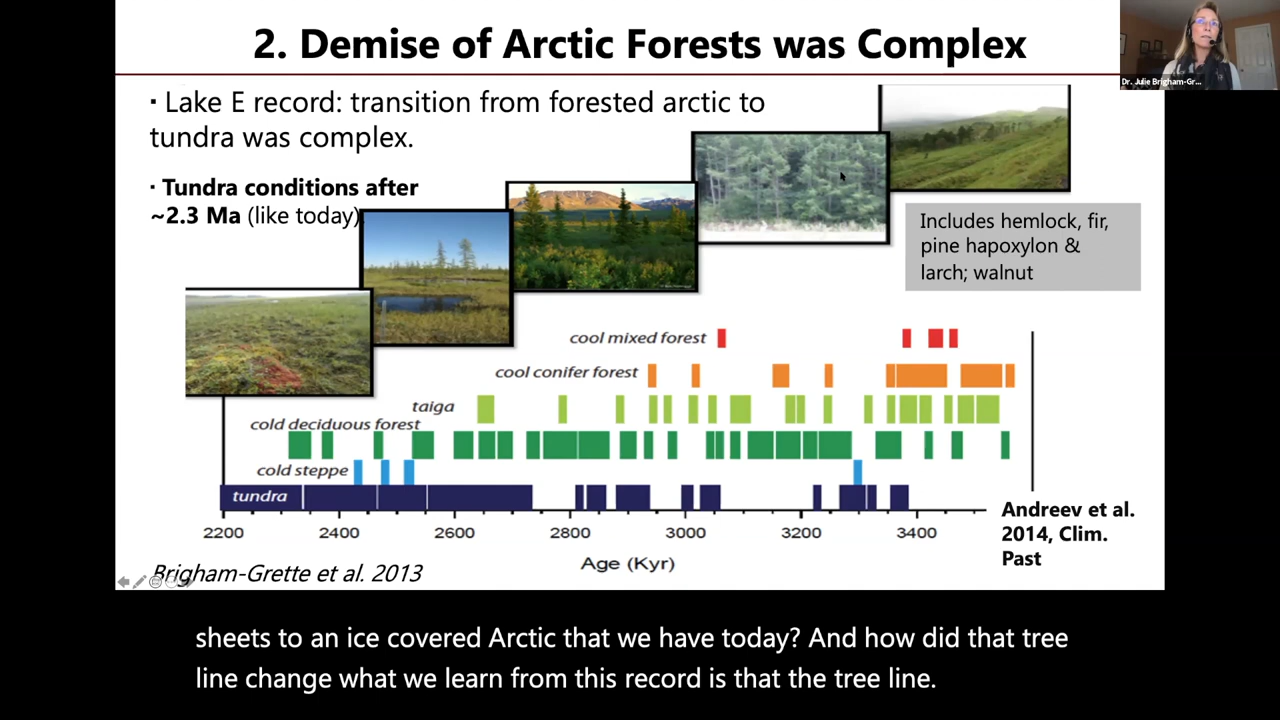 2. Demise of Arctic Forests was Complex
Dr. Julie Brigham-Gr...
· Lake E record: transition from forested arctic to
tundra was complex.
· Tundra conditions after
~2.3 Ma (like today)
Includes hemlock, fir,
pine hapoxylon &
larch; walnut
cool mixed forest
cool conifer forest
taiga
cold deciduous forest
cold steppe
tundra
2200 2400 2600 2800 3000 3200 3400
Age (Kyr)
Andreev et al.
2014, Clim.
Past
Brigham-Grette et al. 2013
sheets to an ice covered Arctic that we have today? And how did that tree
line change what we learn from this record is that the tree line.